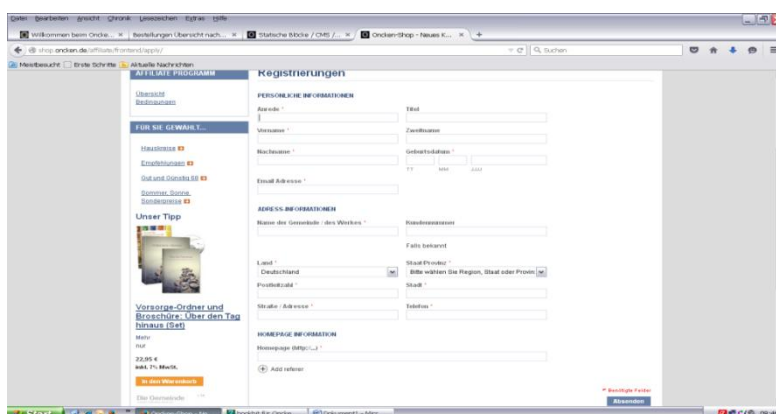 Datei Bearbeiten Ansicht Chronik Lesezeichen Extras Hilfe
Willkommen beim Oncke... × Bestellungen Übersicht nach... × Statische Blöcke / CMS /... × Oncken-Shop - Neues K... × +
shop.oncken.de/affiliate/frontend/apply/ Suchen
Meistbesucht Erste Schritte Aktuelle Nachrichten
AFFILIATE PROGRAMM
Übersicht
Bedingungen
FÜR SIE GEWÄHLT...
Hauskreise
Empfehlungen
Gut und Günstig
Sommer, Sonne,
Sonderpreise
Unser Tipp
Vorsorge-Ordner und
Broschüre: Über den Tag
hinaus (Set)
Mehr
nur
22,95 €
inkl. 7% MwSt.
In den Warenkorb
Die Gemeinde
Registrierungen
PERSÖNLICHE INFORMATIONEN
Anrede * Titel
Vorname * Zweitname
Nachname * Geburtsdatum *
TT MM JJJJ
Email Adresse *
ADRESS-INFORMATIONEN
Name der Gemeinde / des Werkes * Kundennummer
Falls bekannt
Land * Staat/Provinz *
Deutschland Bitte wählen Sie Region, Staat oder Provin
Postleitzahl * Stadt *
Straße / Adresse * Telefon *
HOMEPAGE INFORMATION
Homepage (http:/...) *
Add referer
* Benötigte Felder
Absenden
Start